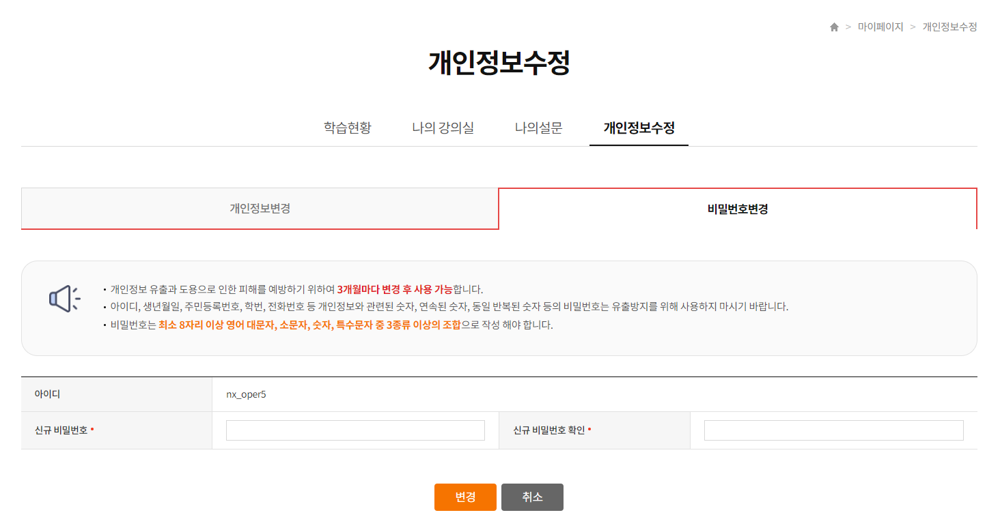 > 마이페이지 > 개인정보수정
개인정보수정
학습현황 나의 강의실 나의설문 개인정보수정
개인정보변경 비밀번호변경
• 개인정보 유출과 도용으로 인한 피해를 예방하기 위하여 3개월마다 변경 후 사용 가능합니다.
• 아이디, 생년월일, 주민등록번호, 학번, 전화번호 등 개인정보와 관련된 숫자, 연속된 숫자, 동일 반복된 숫자 등의 비밀번호는 유출방지를 위해 사용하지 마시기 바랍니다.
• 비밀번호는 최소 8자리 이상 영어 대문자, 소문자, 숫자, 특수문자 중 3종류 이상의 조합으로 작성 해야 합니다.
아이디 nx_oper5
신규 비밀번호 • 신규 비밀번호 확인 •
변경 취소